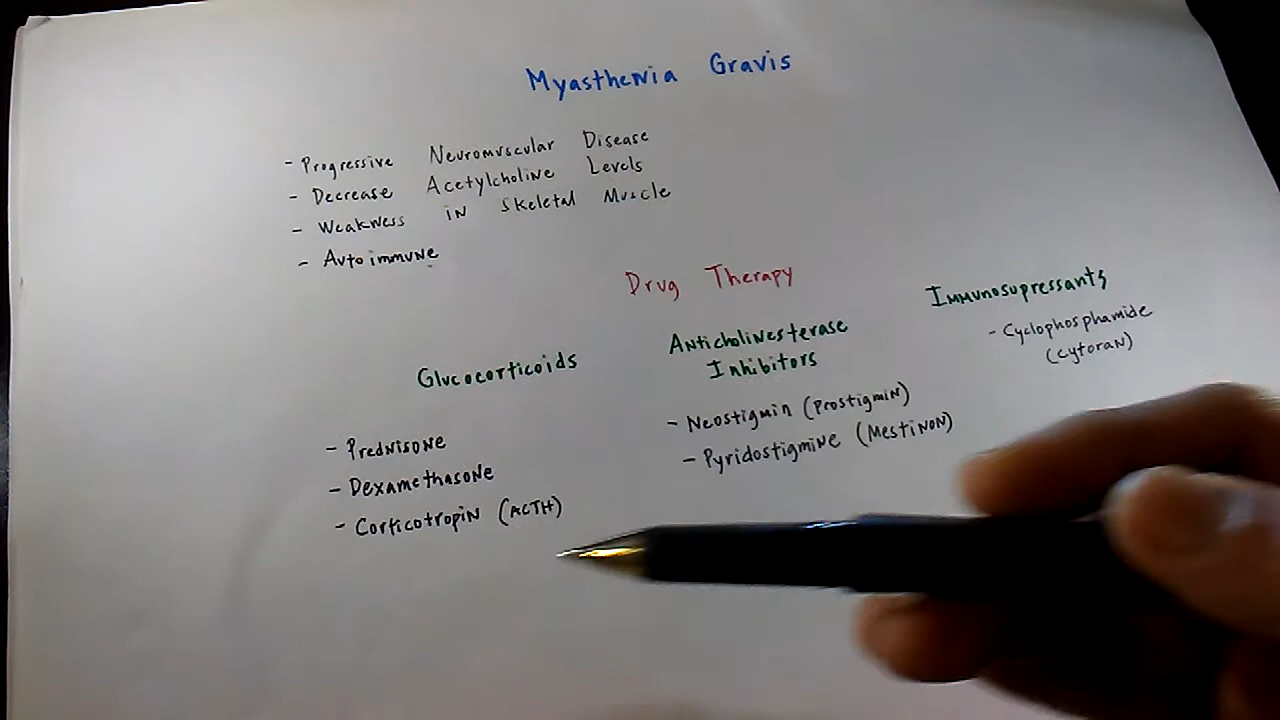 Myasthenia Gravis
- Progressive Neuromuscular Disease
- Decrease Acetylcholine Levels
- Weakness in Skeletal Muscle
- Autoimmune
Drug Therapy
Glucocorticoids
- Prednisone
- Dexamethasone
- Corticotropin (ACTH)
Anticholinesterase
Inhibitors
- Neostigmin (Prostigmin)
- Pyridostigmine (Mestinon)
Immunosupressants
- Cyclophosphamide
(Cytoran)